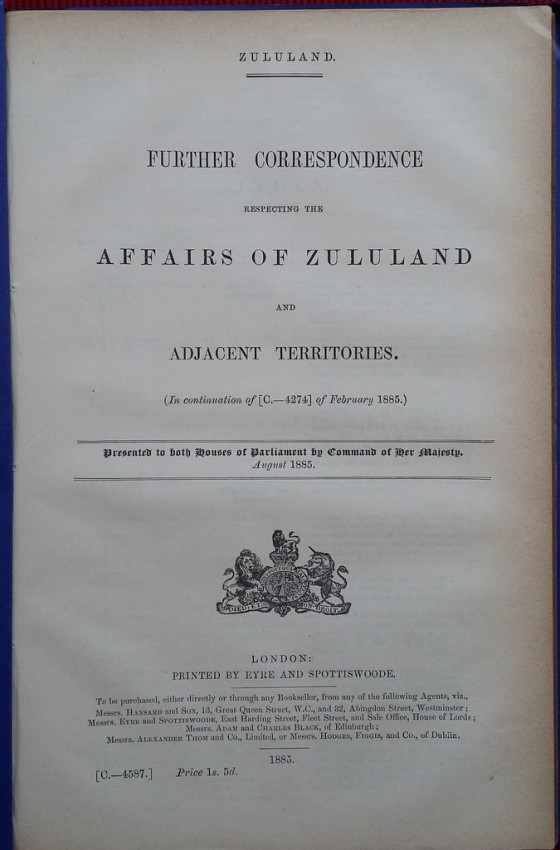 ZULULAND.
FURTHER CORRESPONDENCE
RESPECTING THE
AFFAIRS OF ZULULAND
AND
ADJACENT TERRITORIES.
(In continuation of [C.—4274] of February 1885.)
Presented to both Houses of Parliament by Command of Her Majesty.
August 1885.
DIEU ET MON DROIT
LONDON:
PRINTED BY EYRE AND SPOTTISWOODE.
To be purchased, either directly or through any Bookseller, from any of the following Agents, viz.,
Messrs. HANSARD and SON, 13, Great Queen Street, W.C., and 32, Abingdon Street, Westminster;
Messrs. EYRE and SPOTTISWOODE, East Harding Street, Fleet Street, and Sale Office, House of Lords;
Messrs. ADAM and CHARLES BLACK, of Edinburgh;
Messrs. ALEXANDER THOM and Co., Limited, or Messrs. HODGES, FIGGIS, and Co., of Dublin.
1885.
[C.—4587.] Price 1s. 5d.